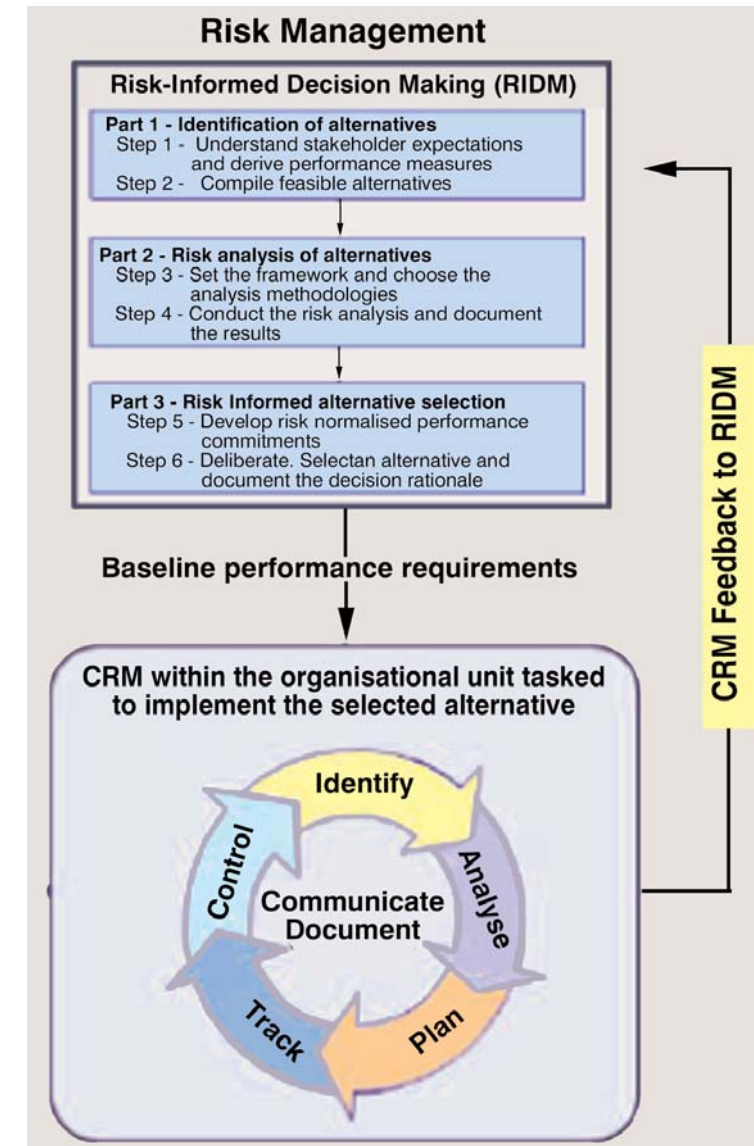 Risk Management
Risk-Informed Decision Making (RIDM)
Part 1 - Identification of alternatives
Step 1 - Understand stakeholder expectations
and derive performance measures
Step 2 - Compile feasible alternatives
Part 2 - Risk analysis of alternatives
Step 3 - Set the framework and choose the
analysis methodologies
Step 4 - Conduct the risk analysis and document
the results
Part 3 - Risk Informed alternative selection
Step 5 - Develop risk normalised performance
commitments
Step 6 - Deliberate. Selectan alternative and
document the decision rationale
Baseline performance requirements
CRM within the organisational unit tasked
to implement the selected alternative
Identify
Analyse
Plan
Track
Control
Communicate
Document
CRM Feedback to RIDM